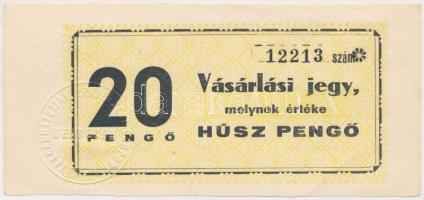 12213 szám
20
PENGŐ
Vásárlási jegy,
melynek értéke
HÚSZ PENGŐ